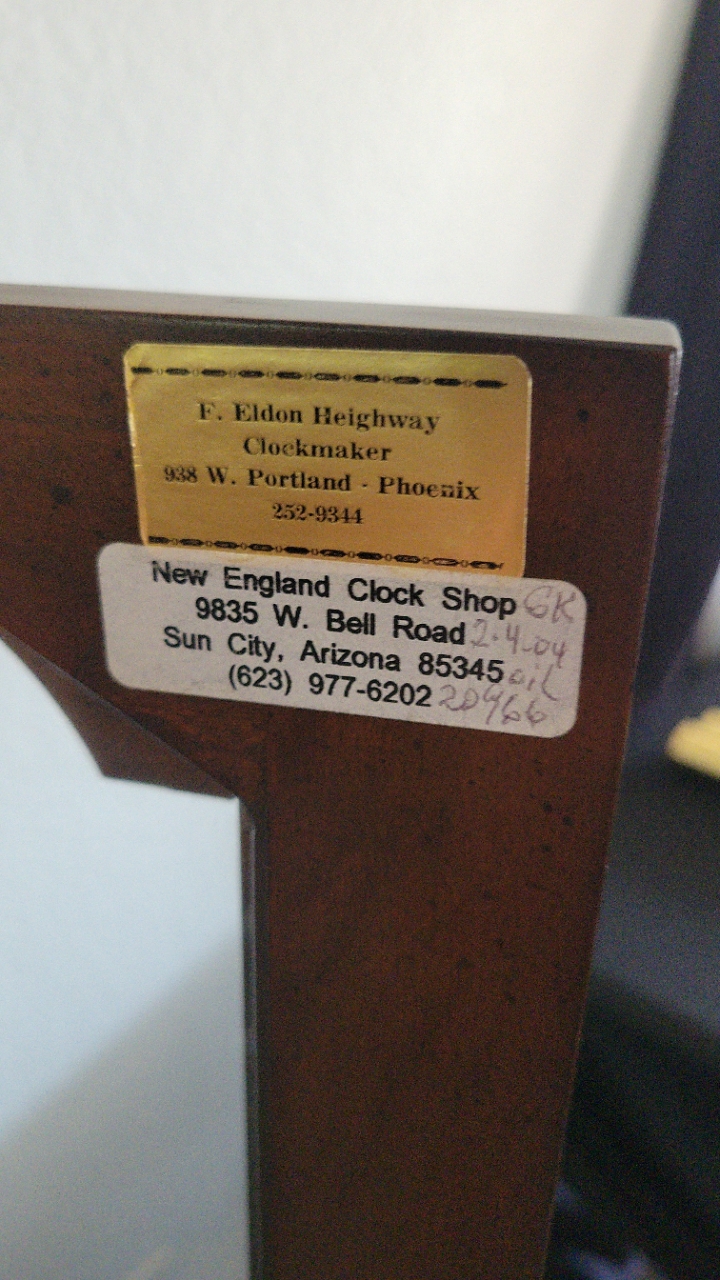 F. Eldon Heighway
Clockmaker
938 W. Portland - Phoenix
252-9344
New England Clock Shop GK
9835 W. Bell Road 2-4-04
Sun City, Arizona 85345 oil
(623) 977-6202 20466